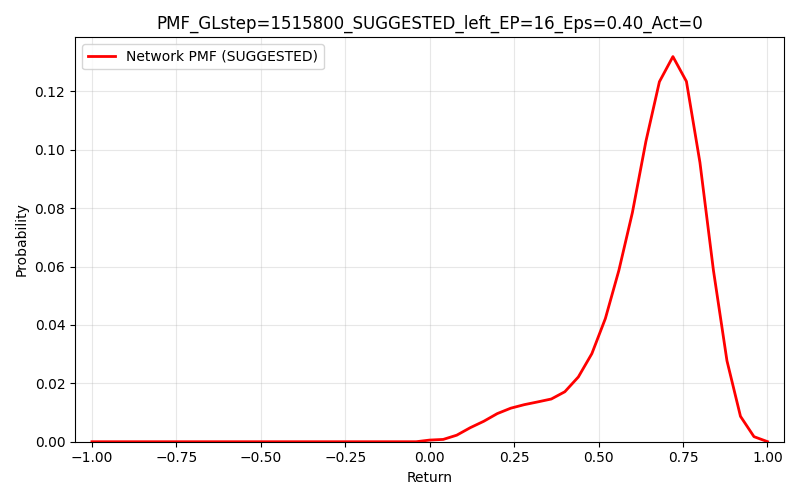 PMF_GLstep=1515800_SUGGESTED_left_EP=16_Eps=0.40_Act=0
Network PMF (SUGGESTED)
Probability
0.12
0.10
0.08
0.06
0.04
0.02
0.00
−1.00 −0.75 −0.50 −0.25 0.00 0.25 0.50 0.75 1.00
Return